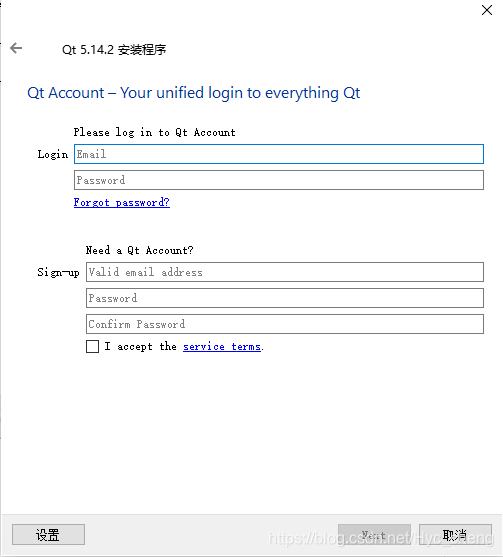 Qt 5.14.2 安装程序
Qt Account – Your unified login to everything Qt
Please log in to Qt Account
Login Email
Password
Forgot password?
Need a Qt Account?
Sign-up Valid email address
Password
Confirm Password
I accept the service terms.
设置 Next 取消
https://blog.csdn.net/